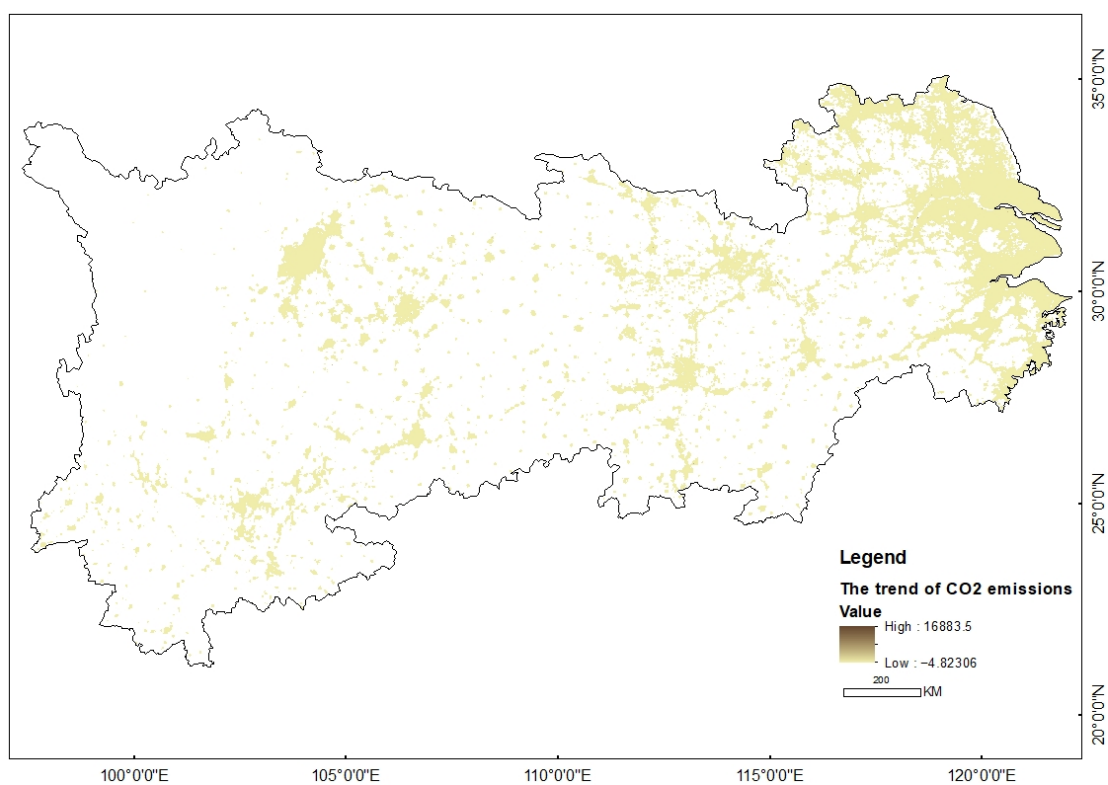 35°0'0"N
30°0'0"N
25°0'0"N
20°0'0"N
Legend
The trend of CO2 emissions
Value
High : 16883.5
Low : −4.82306
200
KM
100°0'0"E 105°0'0"E 110°0'0"E 115°0'0"E 120°0'0"E